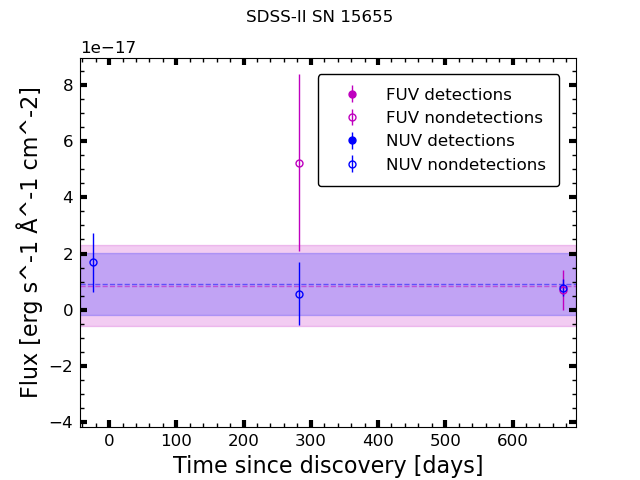 SDSS-II SN 15655
1e−17
FUV detections
FUV nondetections
NUV detections
NUV nondetections
8
6
4
2
0
−2
−4
Flux [erg s^-1 Å^-1 cm^-2]
0 100 200 300 400 500 600
Time since discovery [days]